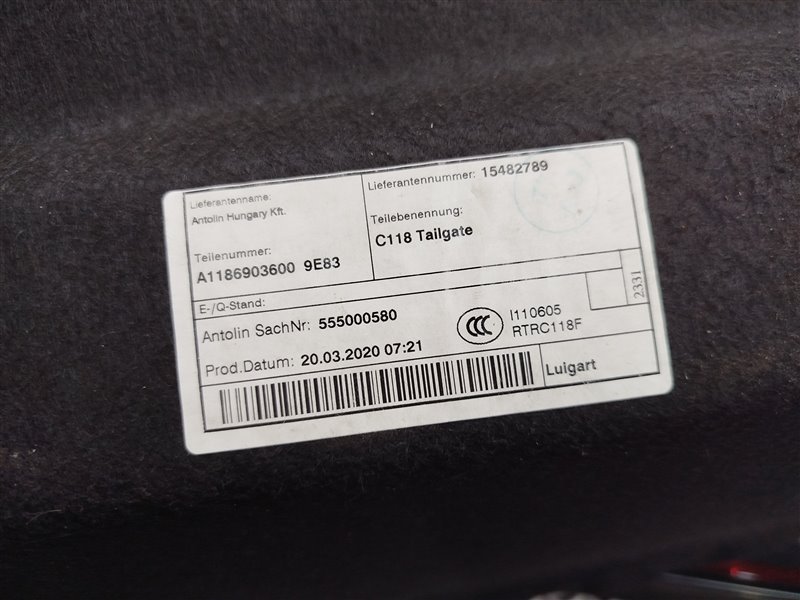 Lieferantenname:
Antolin Hungary Kft.
Lieferantennummer: 15482789
Teilenummer:
A1186903600 9E83
Teilebenennung:
C118 Tailgate
E-/Q-Stand:
2331
Antolin SachNr: 555000580
CCC
I110605
RTRC118F
Prod.Datum: 20.03.2020 07:21
Luigart